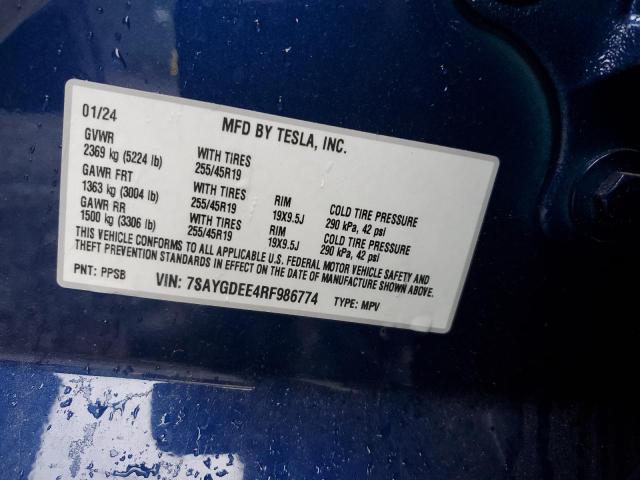 01/24
MFD BY TESLA, INC.
GVWR
2369 kg (5224 lb)
WITH TIRES
255/45R19
GAWR FRT
1363 kg (3004 lb)
WITH TIRES
255/45R19
RIM
19X9.5J
COLD TIRE PRESSURE
290 kPa, 42 psi
GAWR RR
1500 kg (3306 lb)
WITH TIRES
255/45R19
RIM
19X9.5J
COLD TIRE PRESSURE
290 kPa, 42 psi
THIS VEHICLE CONFORMS TO ALL APPLICABLE U.S. FEDERAL MOTOR VEHICLE SAFETY AND
THEFT PREVENTION STANDARDS IN EFFECT ON THE DATE OF MANUFACTURE SHOWN ABOVE.
PNT: PPSB
VIN: 7SAYGDEE4RF986774
TYPE: MPV